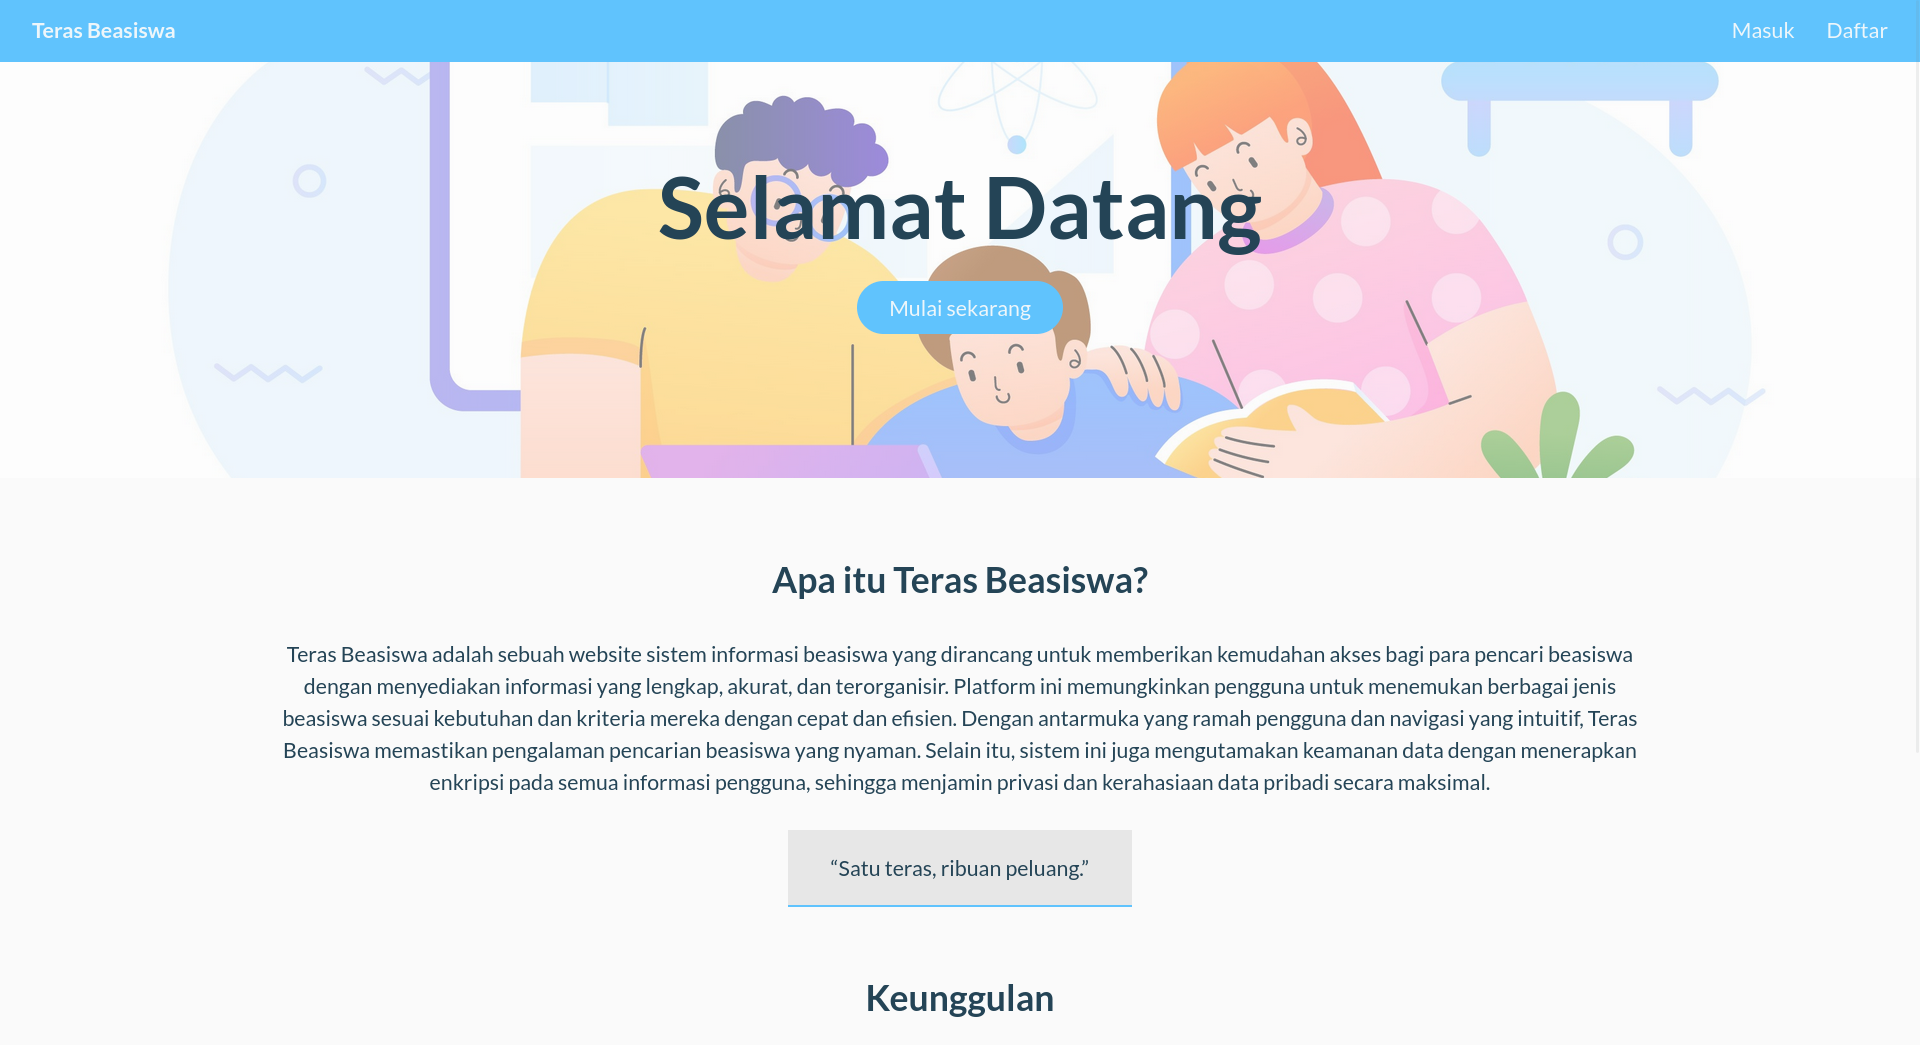 Teras Beasiswa
Masuk
Daftar
Selamat Datang
Mulai sekarang
Apa itu Teras Beasiswa?
Teras Beasiswa adalah sebuah website sistem informasi beasiswa yang dirancang untuk memberikan kemudahan akses bagi para pencari beasiswa
dengan menyediakan informasi yang lengkap, akurat, dan terorganisir. Platform ini memungkinkan pengguna untuk menemukan berbagai jenis
beasiswa sesuai kebutuhan dan kriteria mereka dengan cepat dan efisien. Dengan antarmuka yang ramah pengguna dan navigasi yang intuitif, Teras
Beasiswa memastikan pengalaman pencarian beasiswa yang nyaman. Selain itu, sistem ini juga mengutamakan keamanan data dengan menerapkan
enkripsi pada semua informasi pengguna, sehingga menjamin privasi dan kerahasiaan data pribadi secara maksimal.
“Satu teras, ribuan peluang.”
Keunggulan